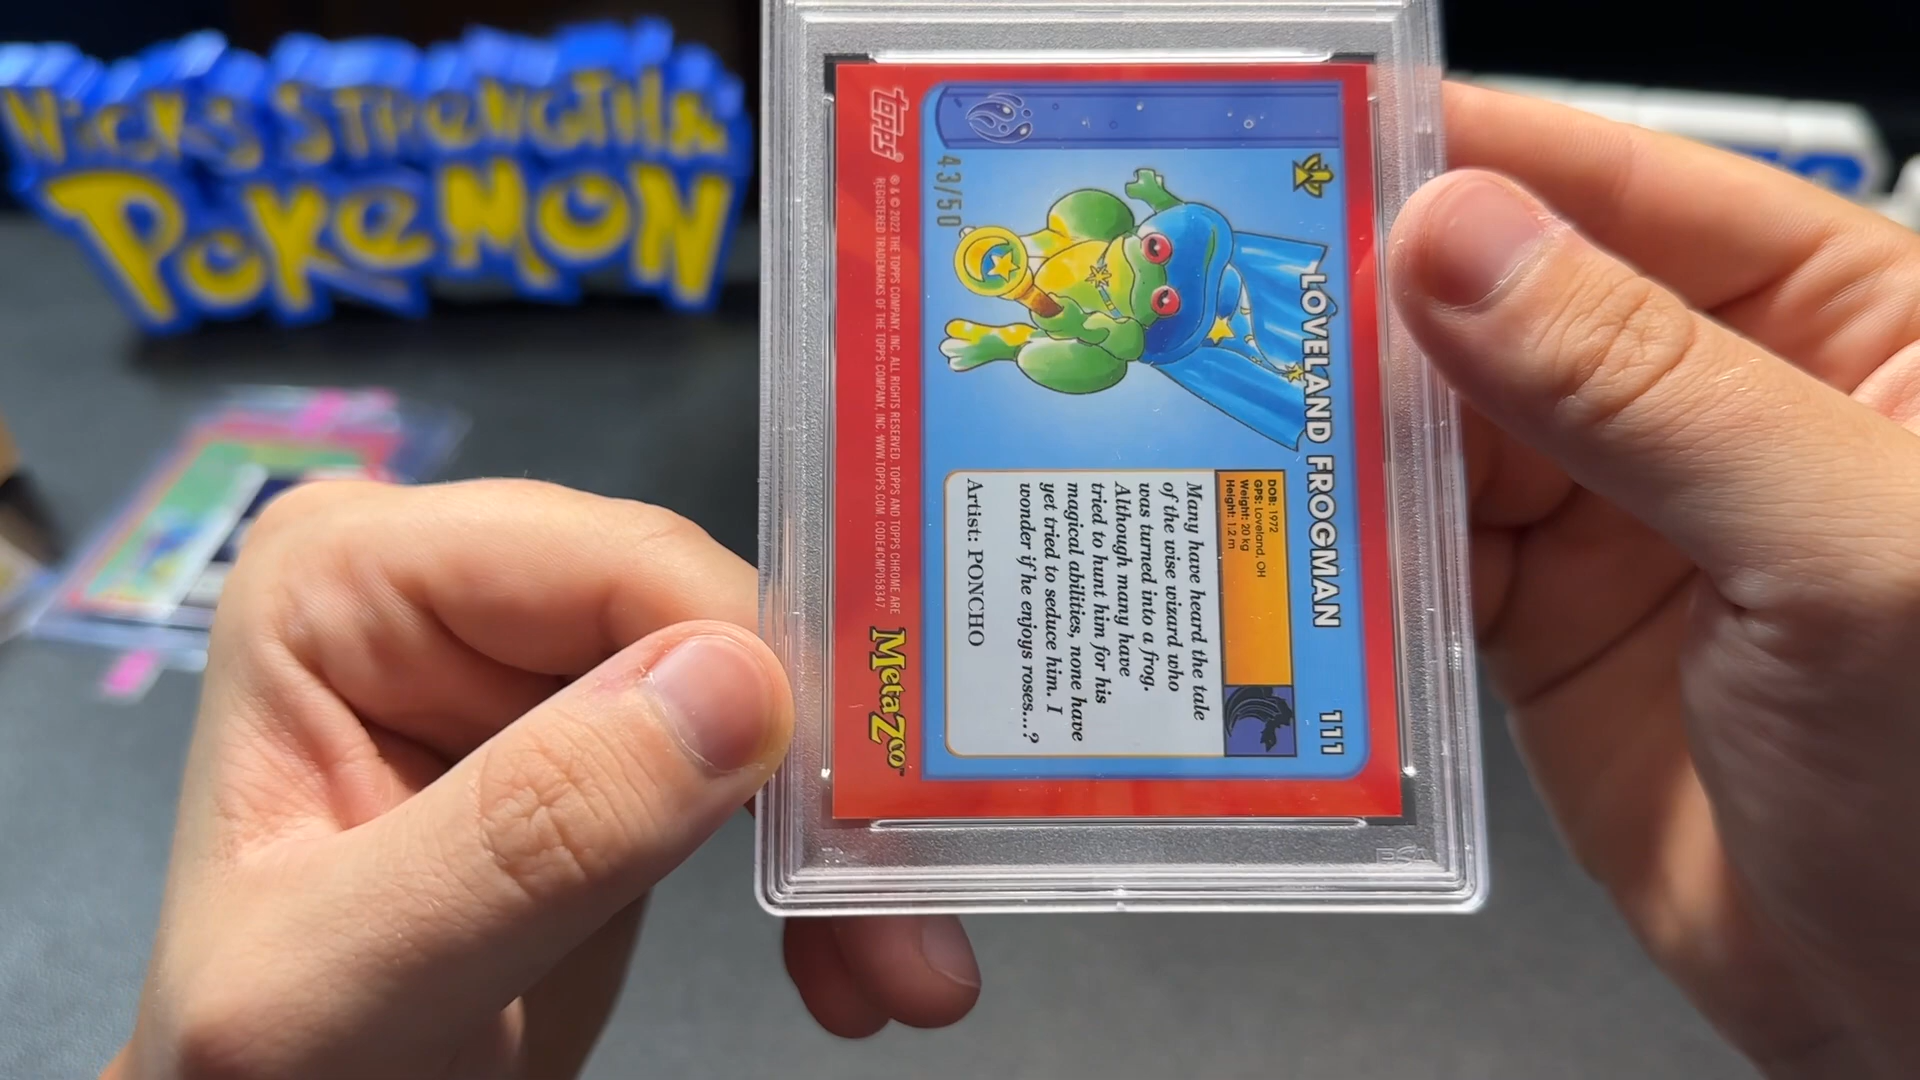 NICKS STRENGTH
POKeMON
LOVELAND FROGMAN
111
DOB: 1972
GPS: Loveland, OH
Weight: 20 kg
Height: 1.2 m
Many have heard the tale
of the wise wizard who
was turned into a frog.
Although many have
tried to hunt him for his
magical abilities, none have
yet tried to seduce him. I
wonder if he enjoys roses...?
Artist: PONCHO
43/50
topps®
® & © 2022 THE TOPPS COMPANY, INC. ALL RIGHTS RESERVED. TOPPS AND TOPPS CHROME ARE
REGISTERED TRADEMARKS OF THE TOPPS COMPANY, INC. WWW.TOPPS.COM. CODE#CMP058347.
MetaZoo™
PSA